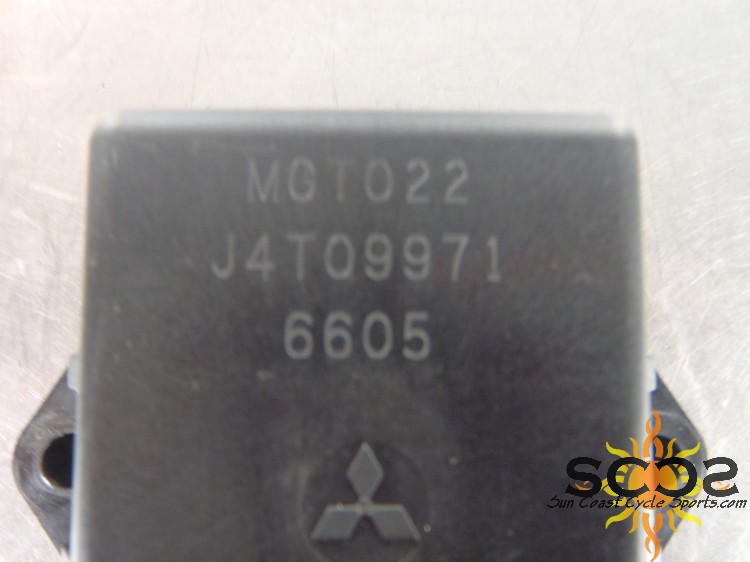 MGT022
J4T09971
6605
SCCS
Sun Coast Cycle Sports.com